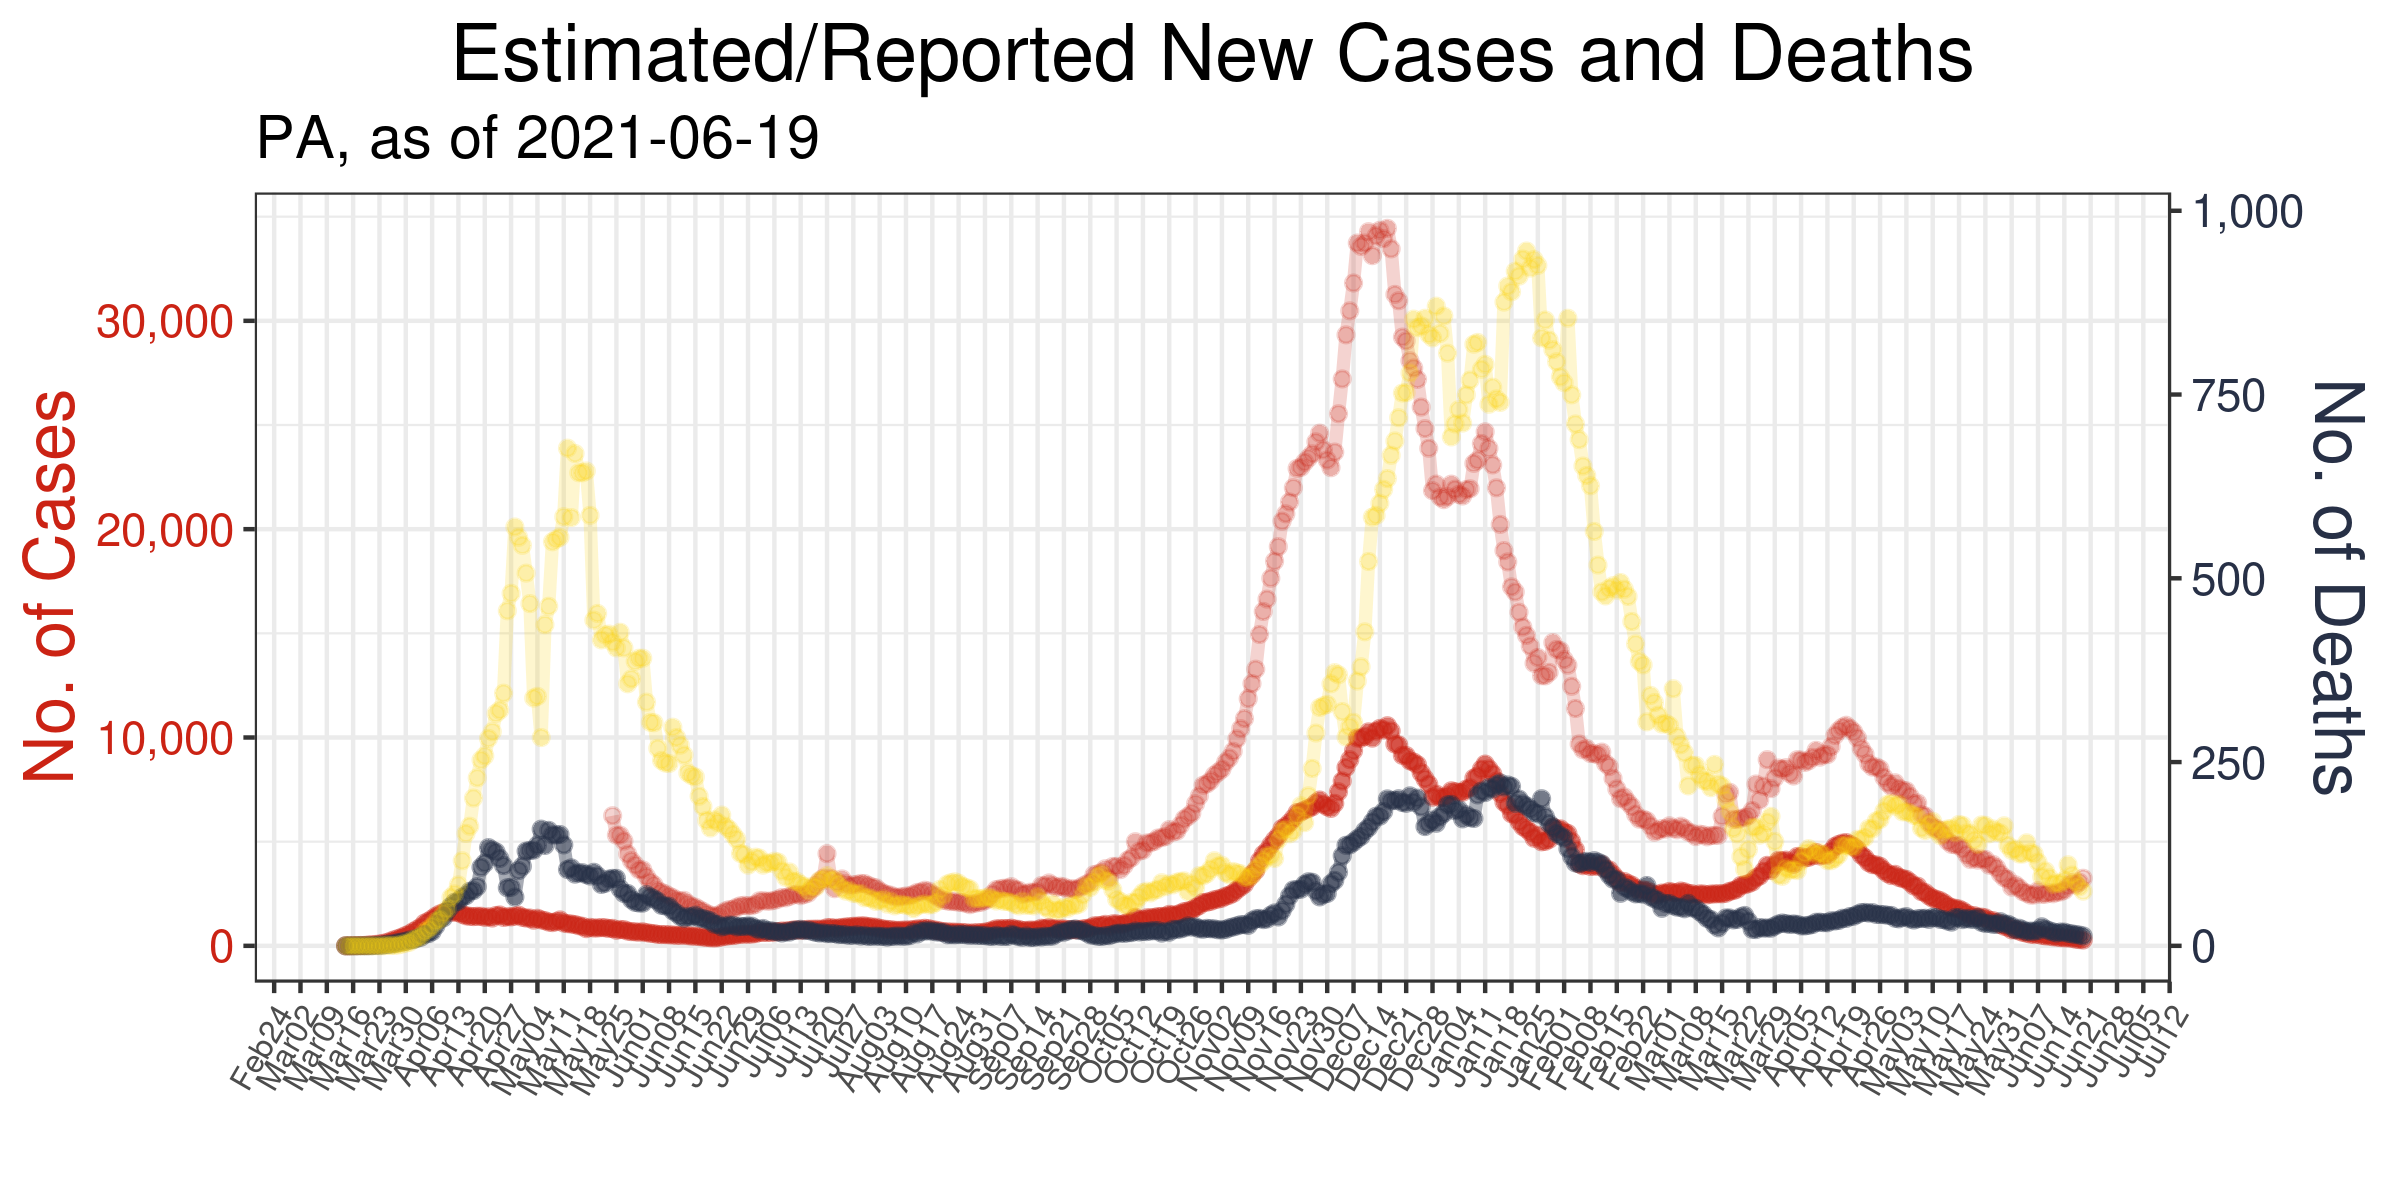 Estimated/Reported New Cases and Deaths
PA, as of 2021-06-19
No. of Cases
30,000
20,000
10,000
0
1,000
750
500
250
0
No. of Deaths
Feb24
Mar02
Mar09
Mar16
Mar23
Mar30
Apr06
Apr13
Apr20
Apr27
May04
May11
May18
May25
Jun01
Jun08
Jun15
Jun22
Jun29
Jul06
Jul13
Jul20
Jul27
Aug03
Aug10
Aug17
Aug24
Aug31
Sep07
Sep14
Sep21
Sep28
Oct05
Oct12
Oct19
Oct26
Nov02
Nov09
Nov16
Nov23
Nov30
Dec07
Dec14
Dec21
Dec28
Jan04
Jan11
Jan18
Jan25
Feb01
Feb08
Feb15
Feb22
Mar01
Mar08
Mar15
Mar22
Mar29
Apr05
Apr12
Apr19
Apr26
May03
May10
May17
May24
May31
Jun07
Jun14
Jun21
Jun28
Jul05
Jul12